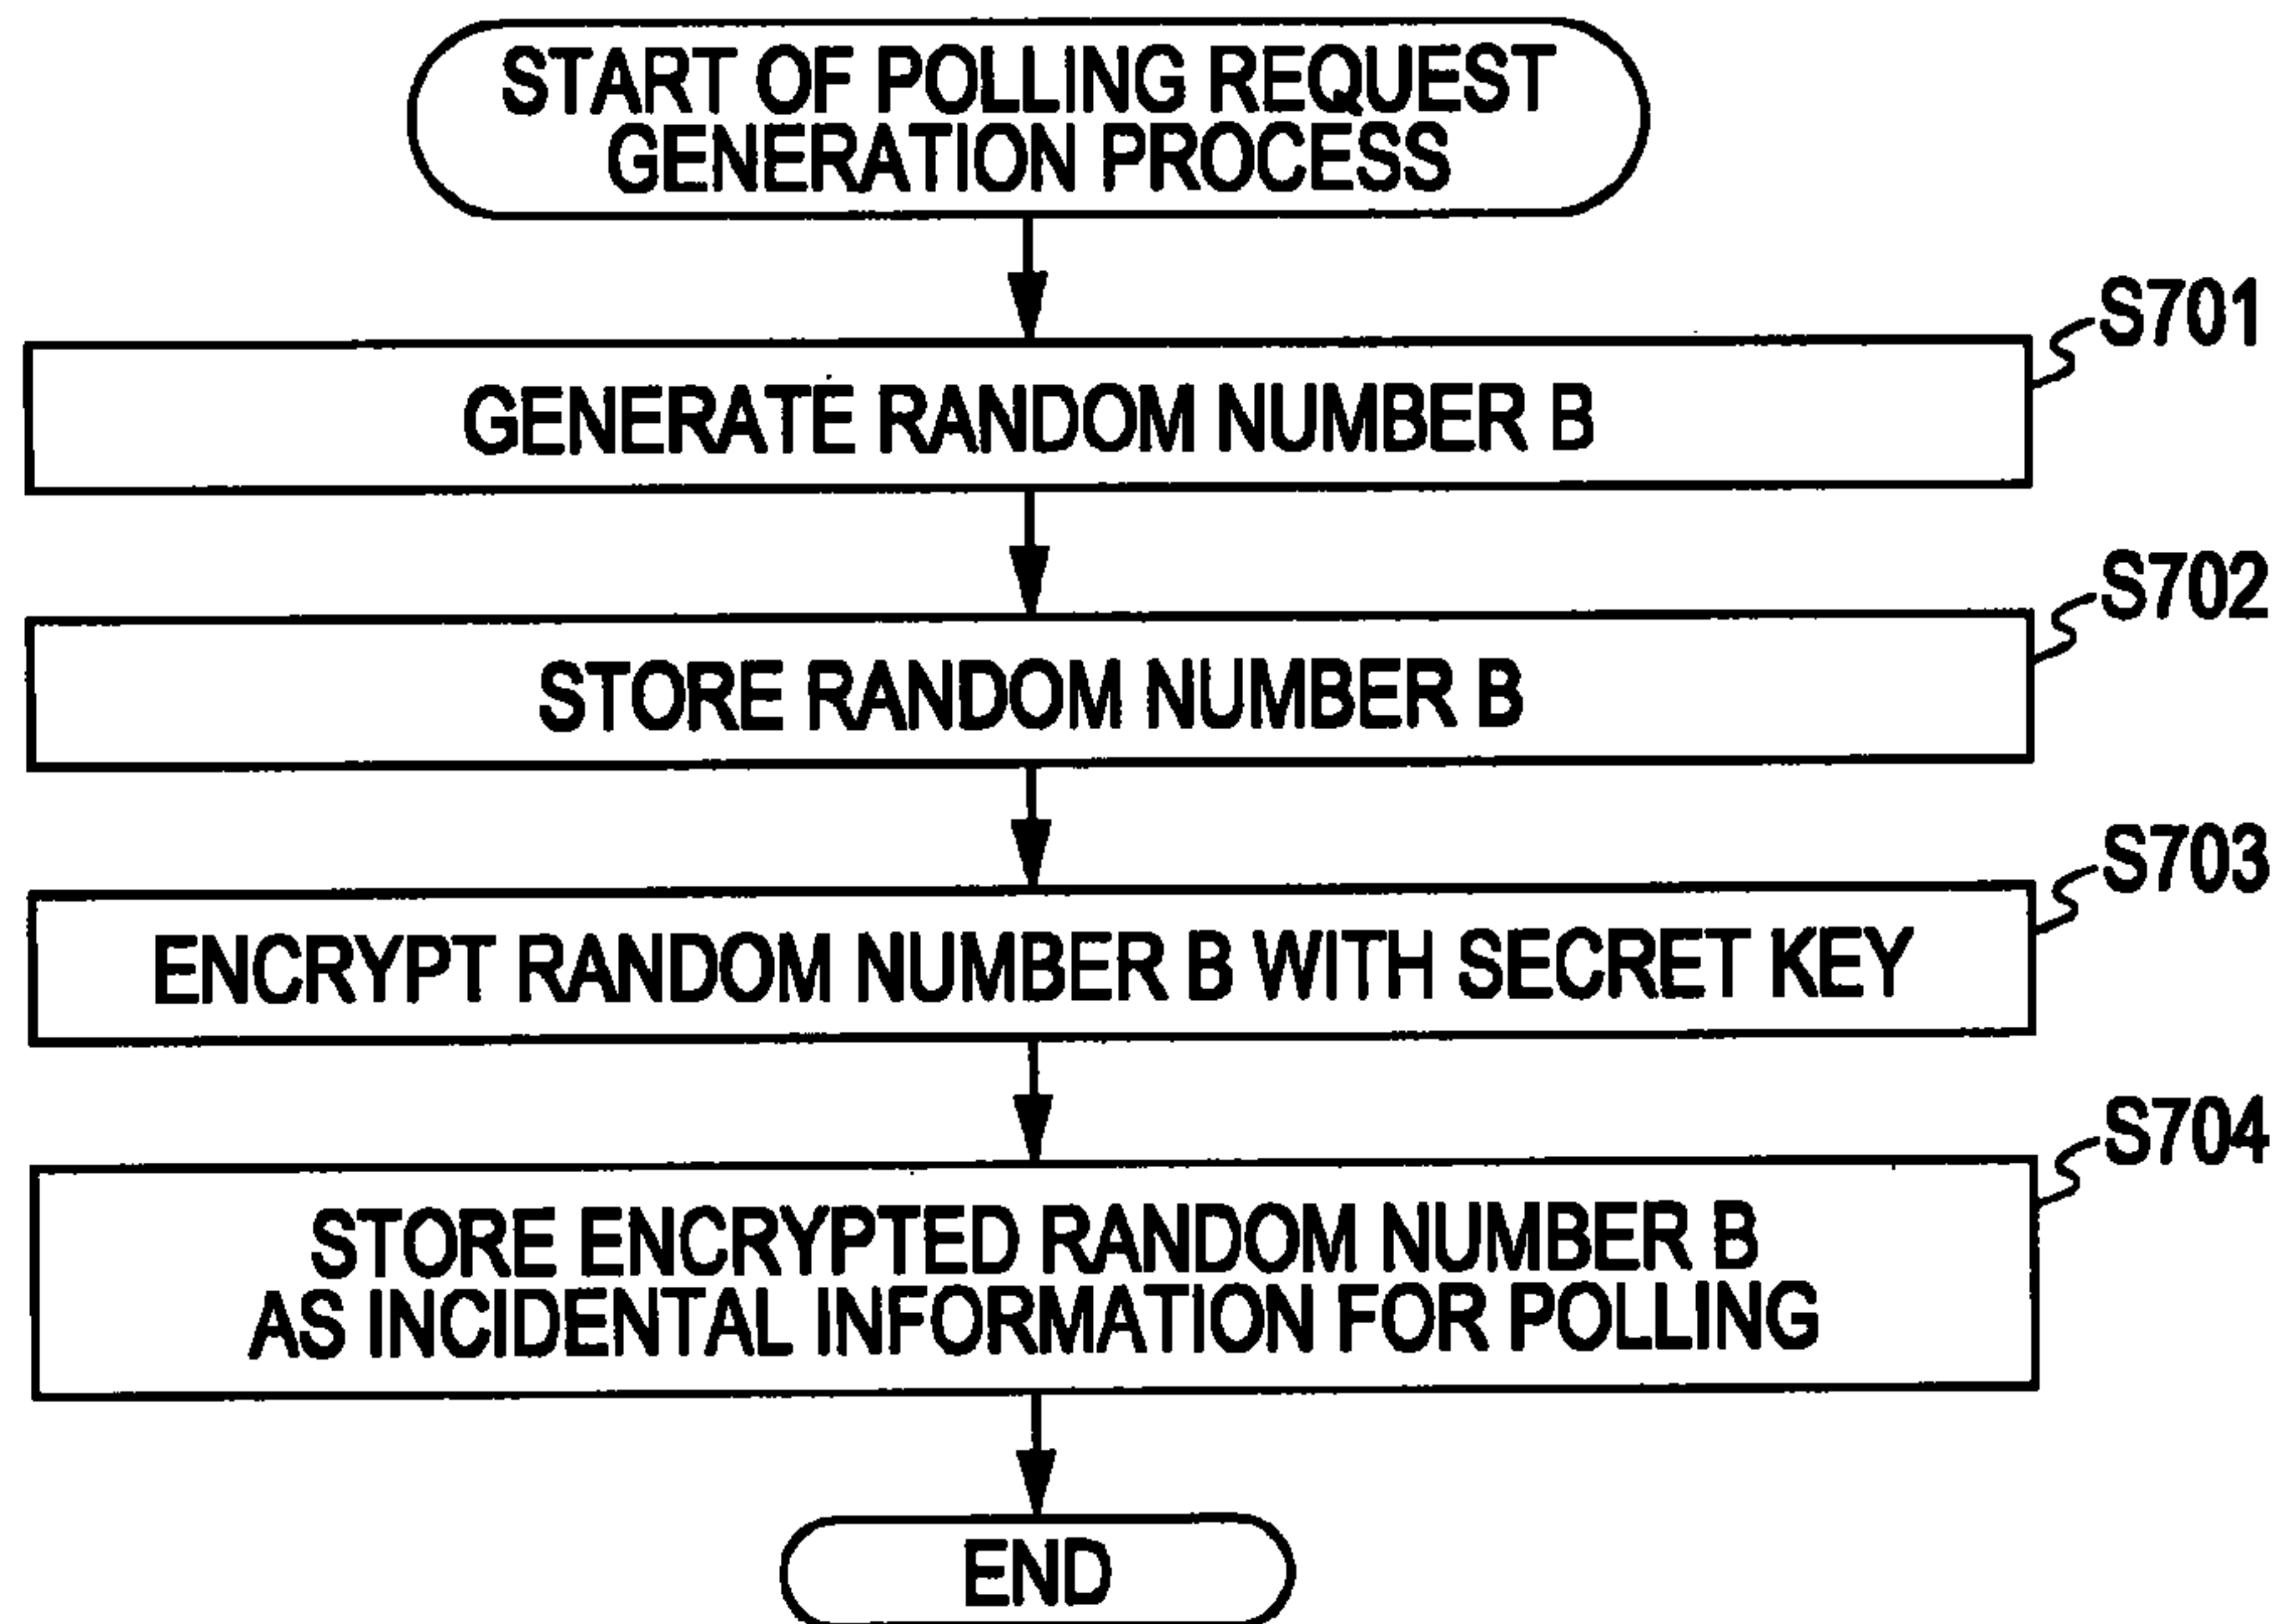 START OF POLLING REQUEST
GENERATION PROCESS
S701
GENERATE RANDOM NUMBER B
S702
STORE RANDOM NUMBER B
S703
ENCRYPT RANDOM NUMBER B WITH SECRET KEY
S704
STORE ENCRYPTED RANDOM NUMBER B
AS INCIDENTAL INFORMATION FOR POLLING
END